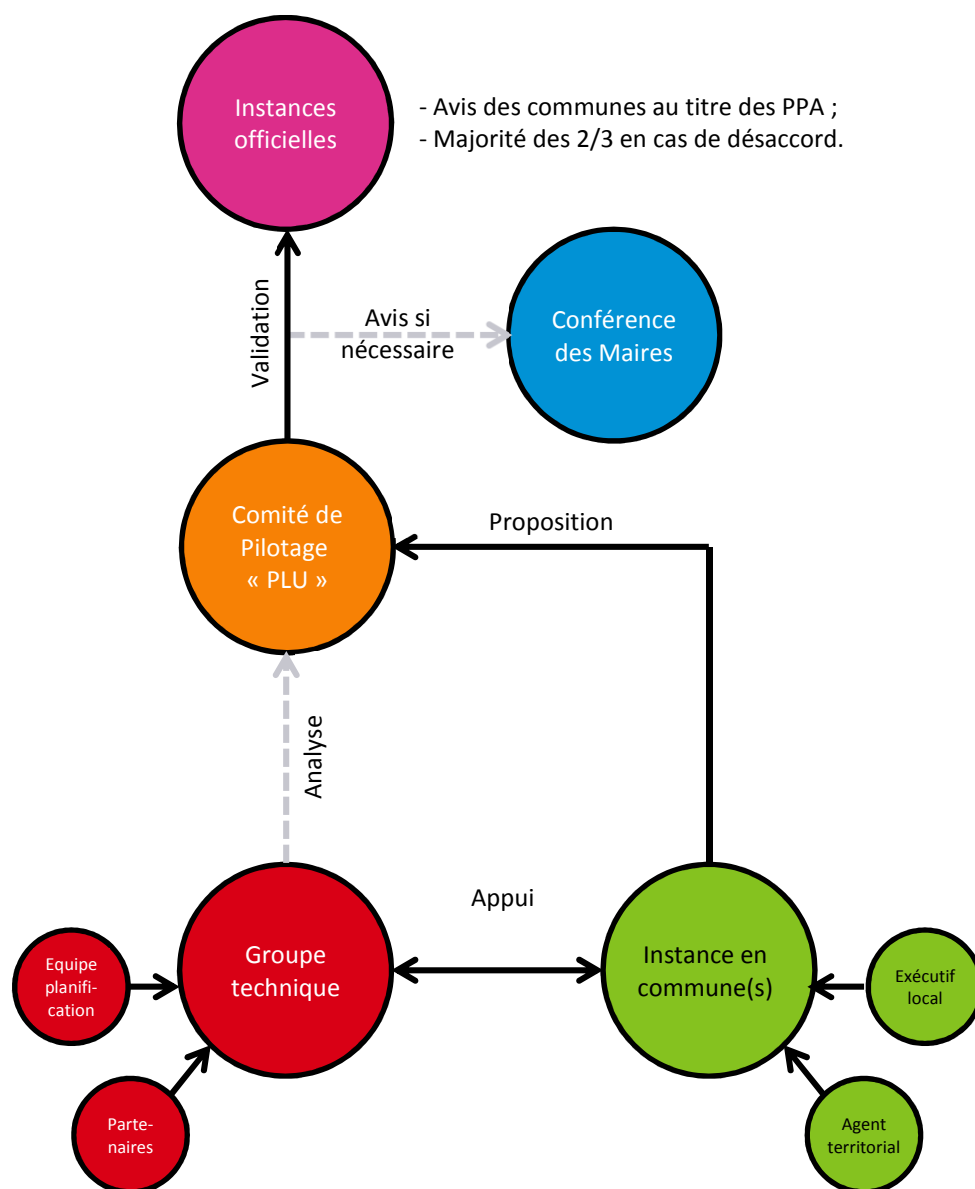 Instances
officielles
- Avis des communes au titre des PPA ;
- Majorité des 2/3 en cas de désaccord.
Validation
Avis si
nécessaire
Conférence
des Maires
Comité de
Pilotage
« PLU »
Proposition
Analyse
Appui
Groupe
technique
Instance en
commune(s)
Equipe
planifi-
cation
Exécutif
local
Parte-
naires
Agent
territorial